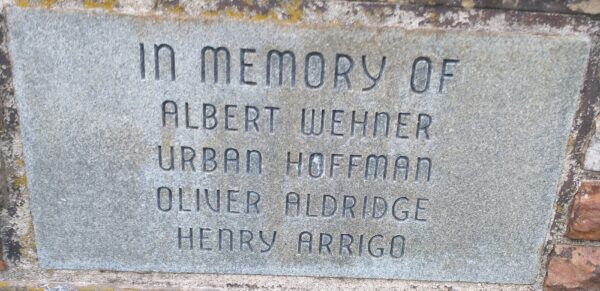 IN MEMORY OF
ALBERT WEHNER
URBAN HOFFMAN
OLIVER ALDRIDGE
HENRY ARRIGO